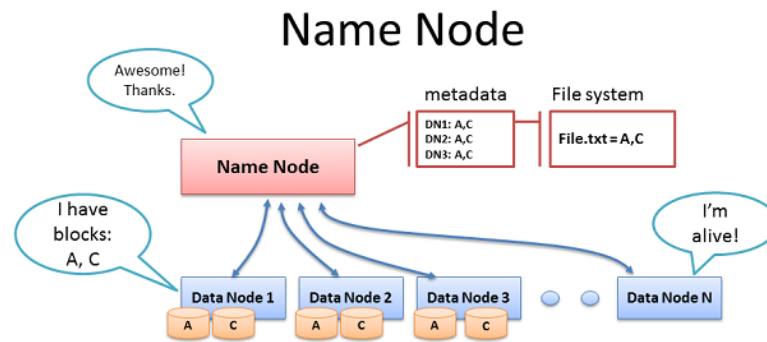 Name Node
Awesome!
Thanks.
metadata
File system
DN1: A,C
DN2: A,C
DN3: A,C
File.txt = A,C
Name Node
I have
blocks:
A, C
I'm
alive!
Data Node 1
Data Node 2
Data Node 3
Data Node N
A
C
A
C
A
C